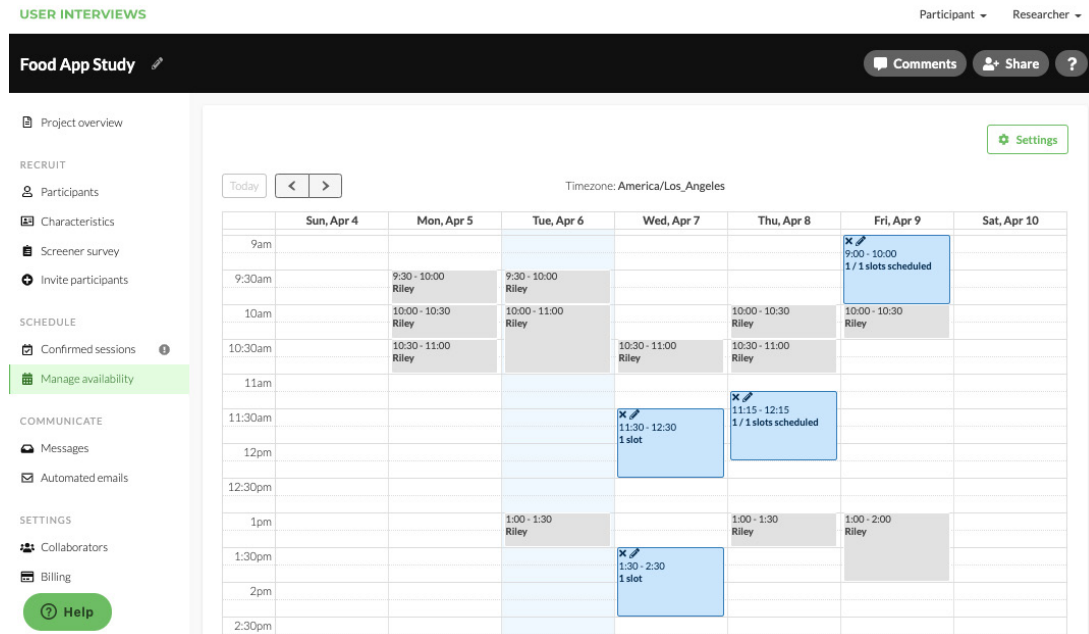 USER INTERVIEWS
Participant
Researcher
Food App Study
Comments
Share
?
Project overview
RECRUIT
Participants
Characteristics
Screener survey
Invite participants
SCHEDULE
Confirmed sessions
Manage availability
COMMUNICATE
Messages
Automated emails
SETTINGS
Collaborators
Billing
Help
Settings
Today
Timezone: America/Los_Angeles
Sun, Apr 4 Mon, Apr 5 Tue, Apr 6 Wed, Apr 7 Thu, Apr 8 Fri, Apr 9 Sat, Apr 10
9am
9:00 - 10:00
1 / 1 slots scheduled
9:30am
9:30 - 10:00
Riley
9:30 - 10:00
Riley
10am
10:00 - 10:30
Riley
10:00 - 11:00
Riley
10:00 - 10:30
Riley
10:00 - 10:30
Riley
10:30am
10:30 - 11:00
Riley
10:30 - 11:00
Riley
10:30 - 11:00
Riley
11am
11:15 - 12:15
1 / 1 slots scheduled
11:30am
11:30 - 12:30
1 slot
12pm
12:30pm
1pm
1:00 - 1:30
Riley
1:00 - 1:30
Riley
1:00 - 2:00
Riley
1:30pm
1:30 - 2:30
1 slot
2pm
2:30pm